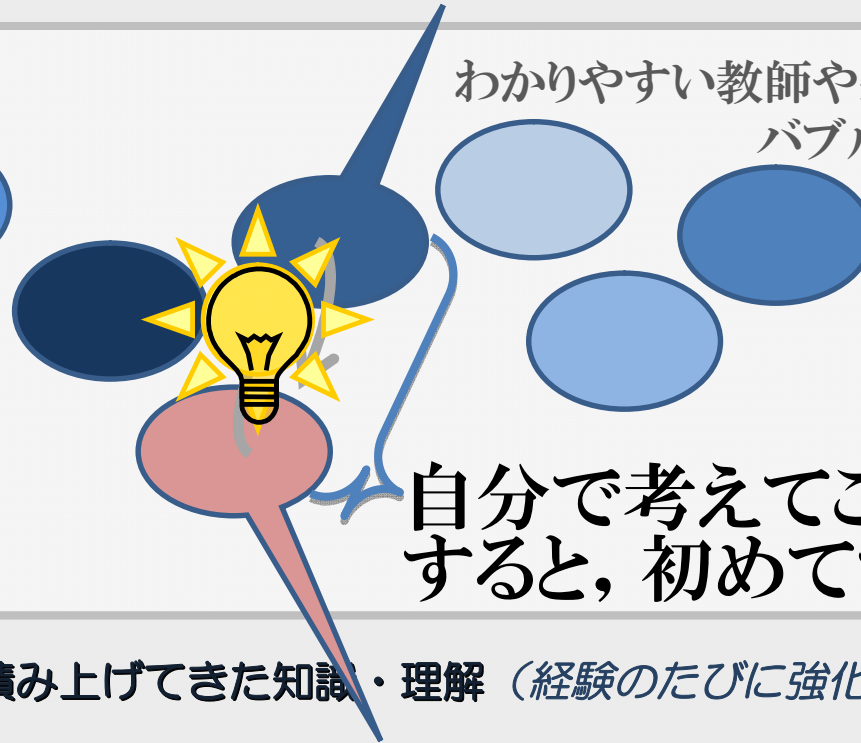 わかりやすい教師や
バブ
自分で考えてこ
すると，初めて
積み上げてきた知識・理解（経験のたびに強化